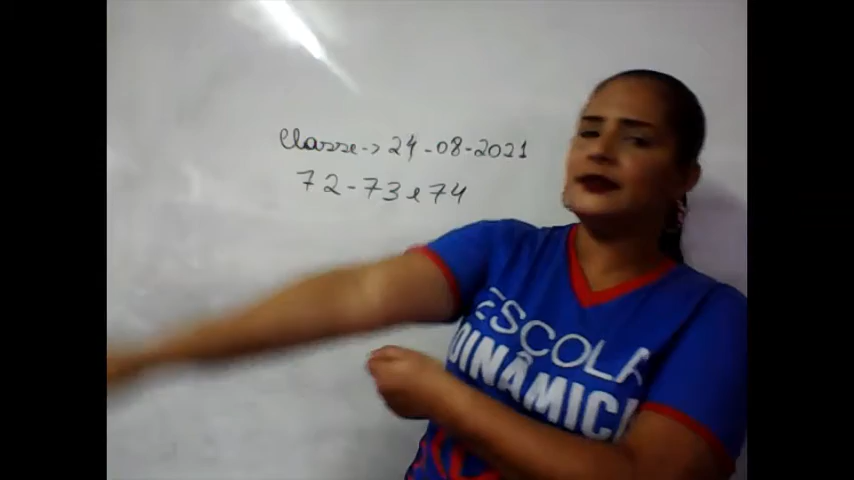 Classe -> 24-08-2021
72-73 e 74
ESCOLA
DINÂMICA